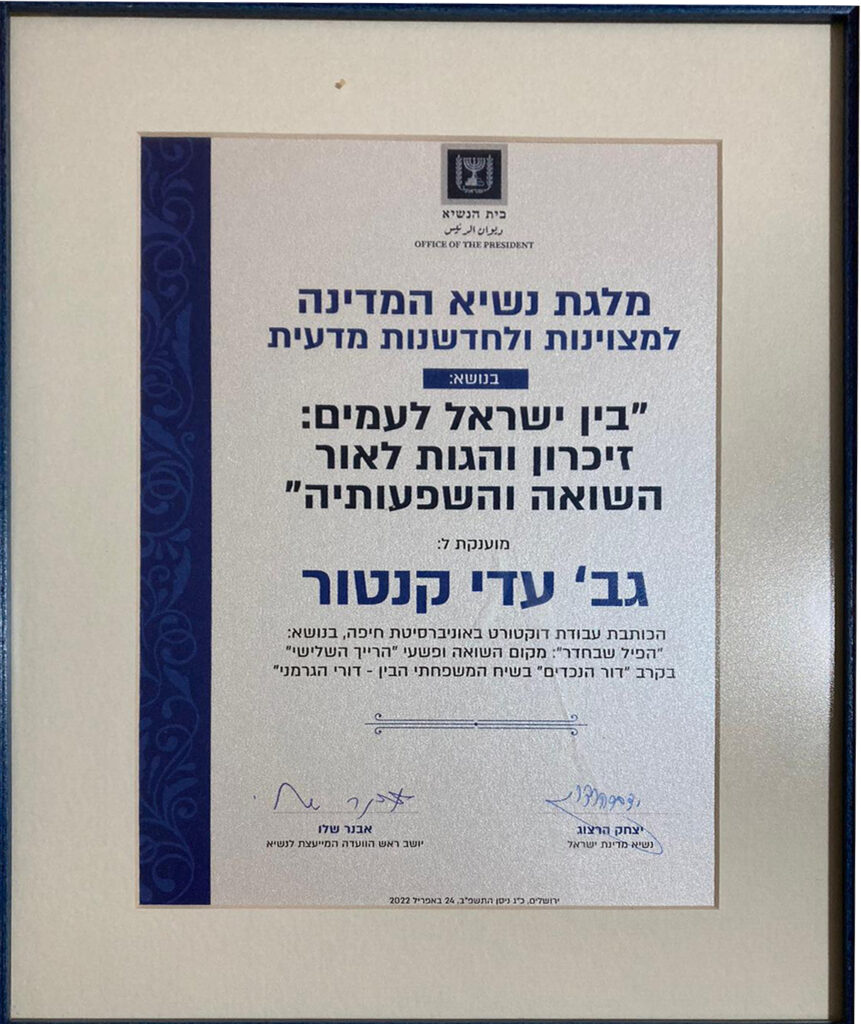 בית הנשיא
ديوان الرئيس
OFFICE OF THE PRESIDENT
מלגת נשיא המדינה
למצוינות ולחדשנות מדעית
בנושא:
"בין ישראל לעמים:
זיכרון והגות לאור
השואה והשפעותיה"
מוענקת ל:
גב' עדי קנטור
הכותבת עבודת דוקטורט באוניברסיטת חיפה, בנושא:
"הפיל שבחדר": מקום השואה ופשעי "הרייך השלישי"
בקרב "דור הנכדים" בשיח המשפחתי הבין - דורי הגרמני"
יצחק הרצוג
נשיא מדינת ישראל
אבנר שלו
יושב ראש הוועדה המייעצת לנשיא
ירושלים, כ"ג ניסן התשפ"ב, 24 באפריל 2022